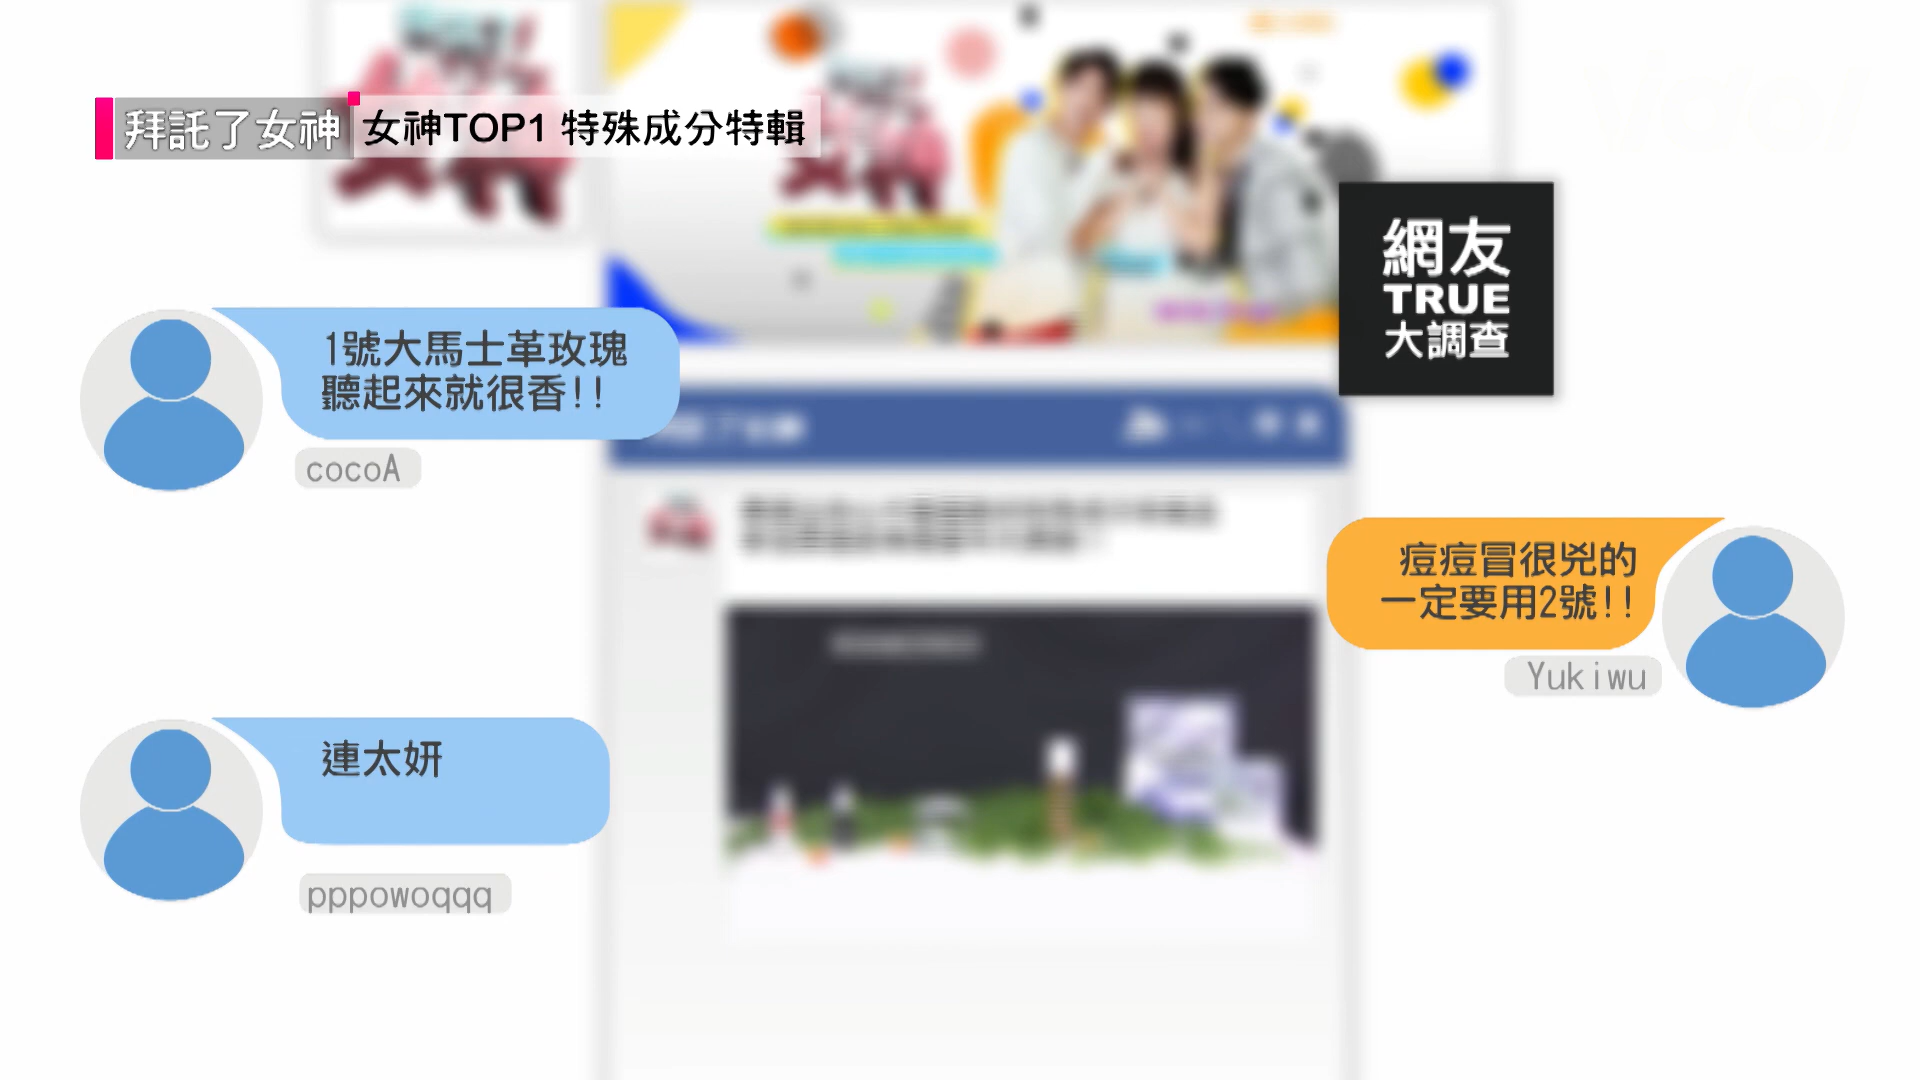 拜託了女神
女神TOP1 特殊成分特輯
網友
TRUE
大調查
1號大馬士革玫瑰
聽起來就很香!!
cocoA
痘痘冒很兇的
一定要用2號!!
Yukiwu
連太妍
pppowoqqq